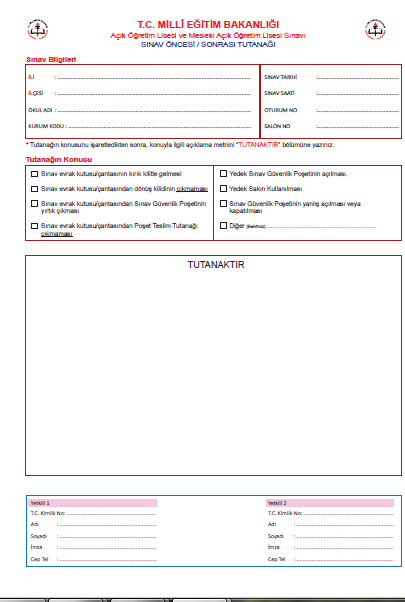 T.C. MİLLÎ EĞİTİM BAKANLIĞI
Açık Öğretim Lisesi ve Mesleki Açık Öğretim Lisesi Sınavı
SINAV ÖNCESİ / SONRASI TUTANAĞI
Sınav Bilgileri
İLİ : SINAV TARİHİ :
İLÇESİ : SINAV SAATİ :
OKUL ADI : OTURUM NO :
KURUM KODU : SALON NO :
* Tutanağın konusunu işaretledikten sonra, konuyla ilgili açıklama metnini "TUTANAKTIR" bölümüne yazınız.
Tutanağın Konusu
Sınav evrak kutusu/çantasının kırık kilitle gelmesi
Sınav evrak kutusu/çantasından dönüş kilidinin çıkmaması
Sınav evrak kutusu/çantasından Sınav Güvenlik Poşetinin
yırtık çıkması
Sınav evrak kutusu/çantasından Poşet Teslim Tutanağı
çıkmaması
Yedek Sınav Güvenlik Poşetinin açılması.
Yedek Salon Kullanılması
Sınav Güvenlik Poşetinin yanlış açılması veya
kapatılması
Diğer (Belirtiniz)
TUTANAKTIR
Yetkili 1 Yetkili 2
T.C. Kimlik No: T.C. Kimlik No:
Adı : Adı :
Soyadı : Soyadı :
İmza : İmza :
Cep Tel : Cep Tel :